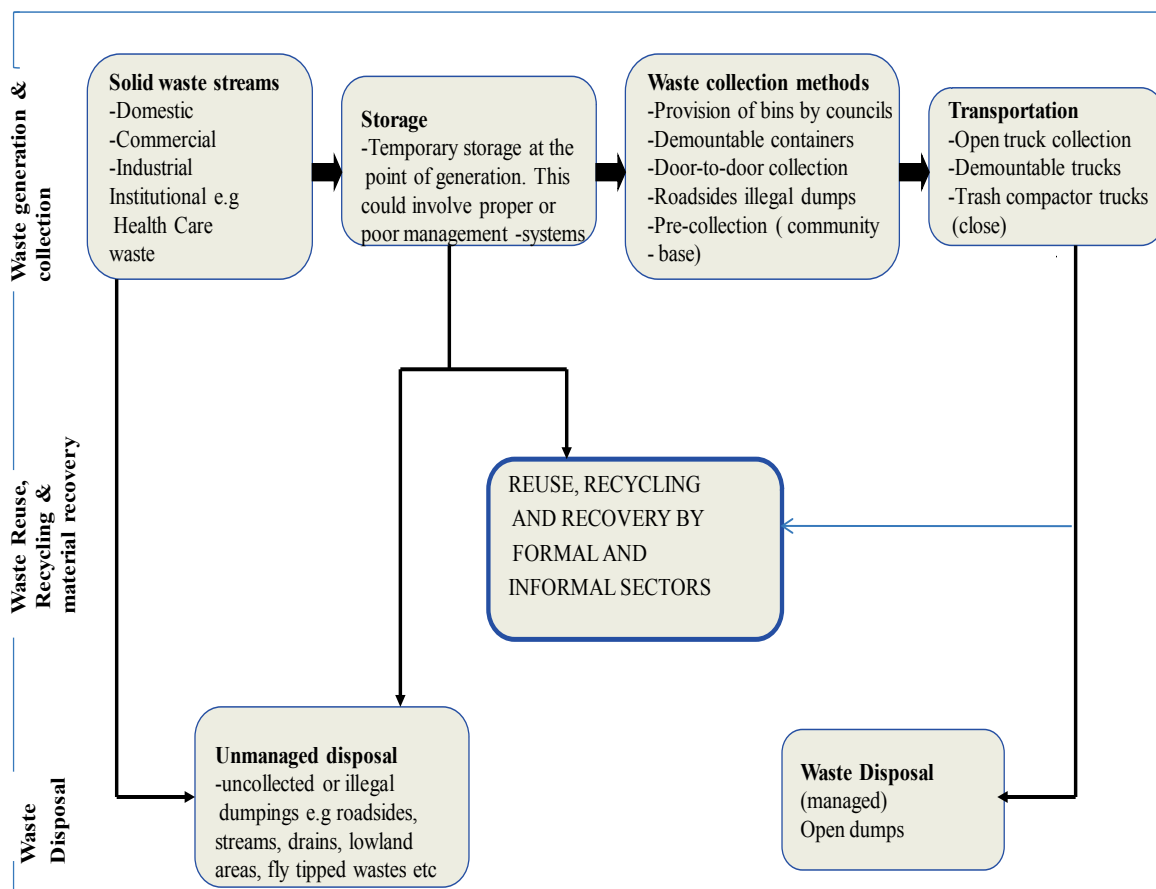 Waste generation &
collection
Solid waste streams
-Domestic
-Commercial
-Industrial
Institutional e.g
Health Care
waste
Storage
-Temporary storage at the
point of generation. This
could involve proper or
poor management -systems
Waste collection methods
-Provision of bins by councils
-Demountable containers
-Door-to-door collection
-Roadsides illegal dumps
-Pre-collection ( community
- base)
Transportation
-Open truck collection
-Demountable trucks
-Trash compactor trucks
(close)
Waste Reuse,
Recycling &
material recovery
REUSE, RECYCLING
AND RECOVERY BY
FORMAL AND
INFORMAL SECTORS
Waste
Disposal
Unmanaged disposal
-uncollected or illegal
dumpings e.g roadsides,
streams, drains, lowland
areas, fly tipped wastes etc
Waste Disposal
(managed)
Open dumps